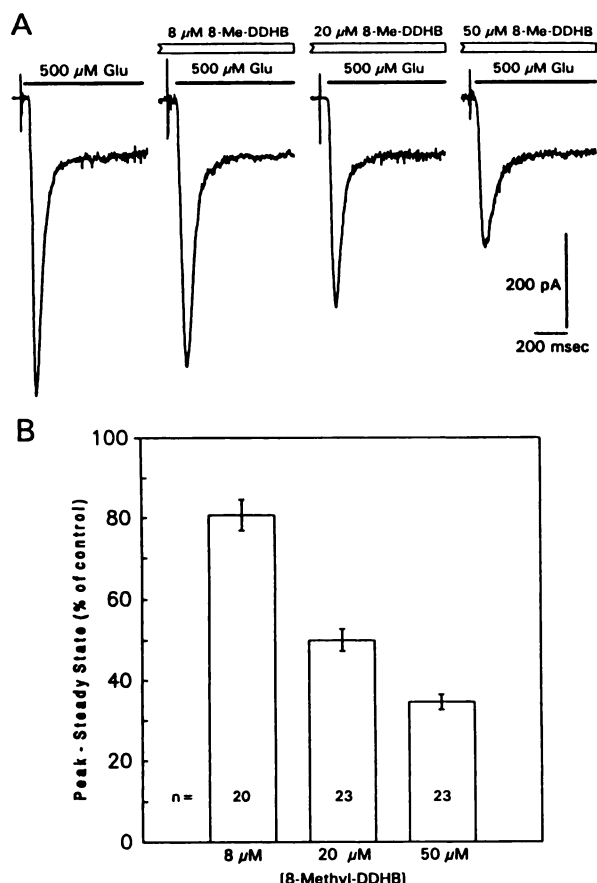 A
8 μM 8-Me-DDHB
20 μM 8-Me-DDHB
50 μM 8-Me-DDHB
500 μM Glu
500 μM Glu
500 μM Glu
500 μM Glu
200 pA
200 msec
B
Peak - Steady State (% of control)
100
80
60
40
20
0
n =
20
23
23
8 μM
20 μM
50 μM
[8-Methyl-DDHB]